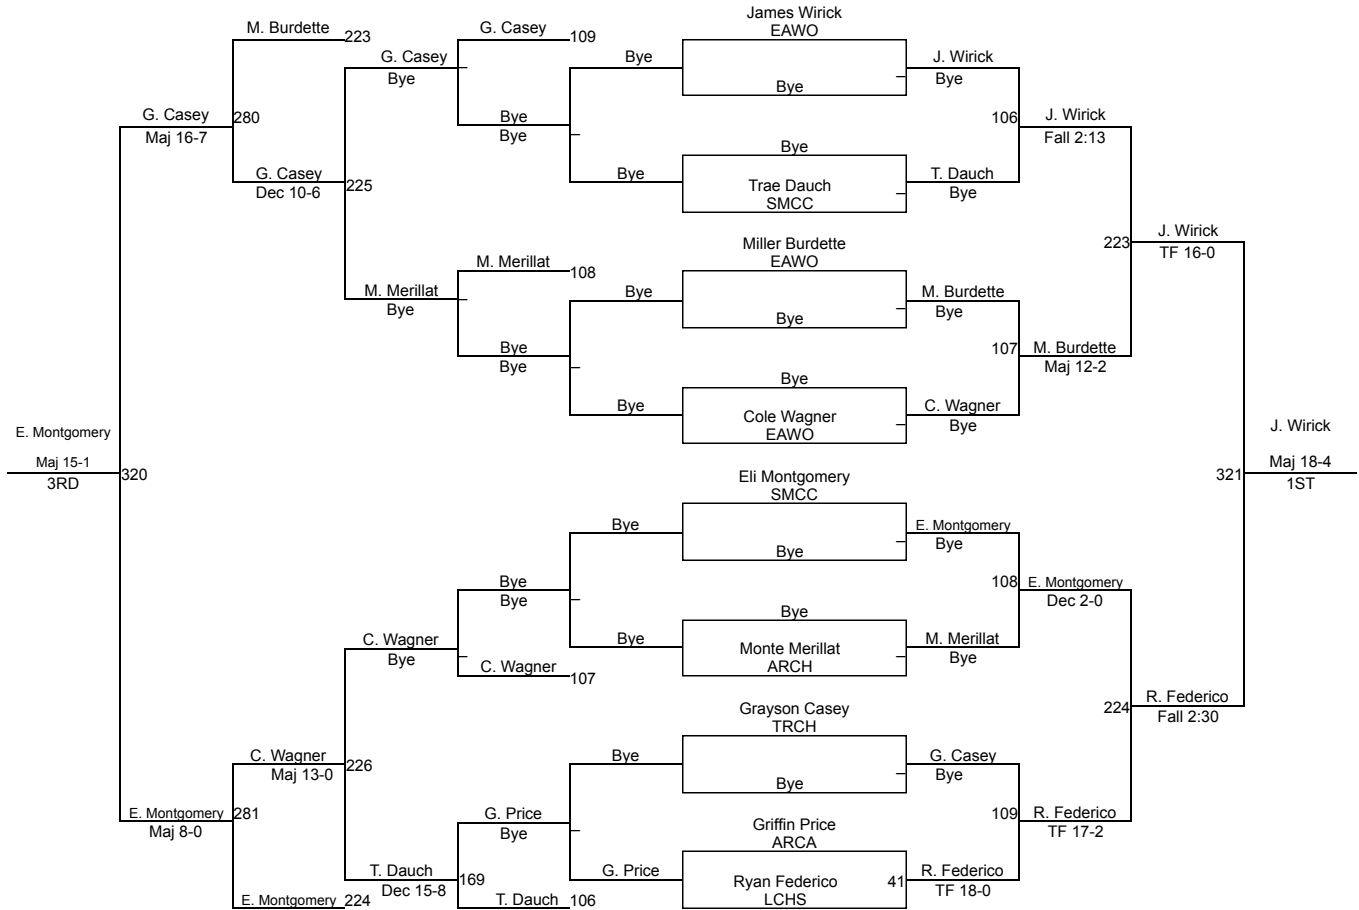 James Wirick
EAWO
M. Burdette
223
G. Casey
109
G. Casey
Bye
Bye
Bye
J. Wirick
Bye
G. Casey
Maj 16-7
280
Bye
Bye
106
J. Wirick
Fall 2:13
Bye
G. Casey
Dec 10-6
225
Bye
Trae Dauch
SMCC
T. Dauch
Bye
223
J. Wirick
TF 16-0
Miller Burdette
EAWO
M. Merillat
108
M. Merillat
Bye
Bye
Bye
M. Burdette
Bye
Bye
Bye
107
M. Burdette
Maj 12-2
Bye
Bye
Cole Wagner
EAWO
C. Wagner
Bye
E. Montgomery
Maj 15-1
3RD
320
321
J. Wirick
Maj 18-4
1ST
Eli Montgomery
SMCC
Bye
Bye
E. Montgomery
Bye
Bye
Bye
108
E. Montgomery
Dec 2-0
Bye
C. Wagner
Bye
Bye
Monte Merillat
ARCH
M. Merillat
Bye
C. Wagner
107
224
R. Federico
Fall 2:30
Grayson Casey
TRCH
C. Wagner
Maj 13-0
226
Bye
Bye
G. Casey
Bye
E. Montgomery
Maj 8-0
281
G. Price
Bye
109
R. Federico
TF 17-2
Griffin Price
ARCA
T. Dauch
Dec 15-8
169
G. Price
Ryan Federico
LCHS
41
R. Federico
TF 18-0
E. Montgomery
224
T. Dauch
106